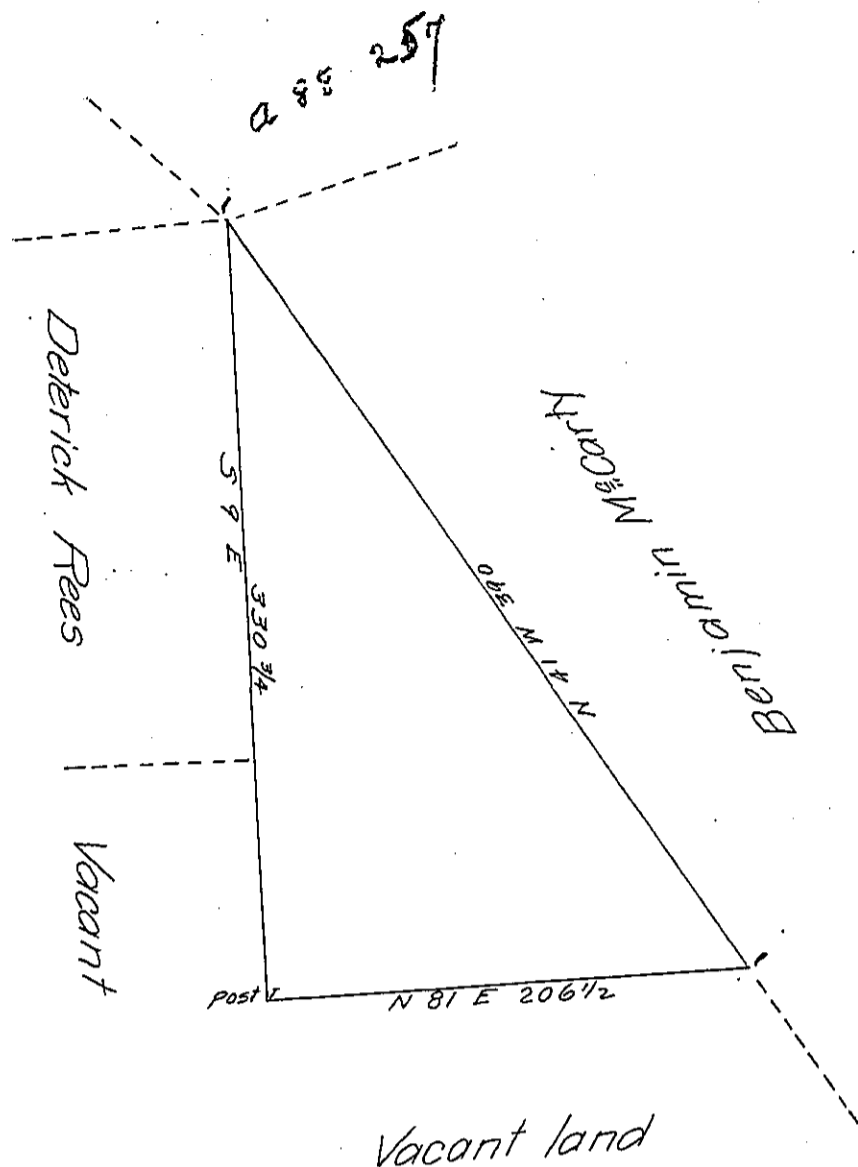 257
Deterick Rees
S 9 E 330 3/4
Benjamin McCarty
N 41 W 390
Vacant
Post
N 81 E 206 1/2
Vacant land